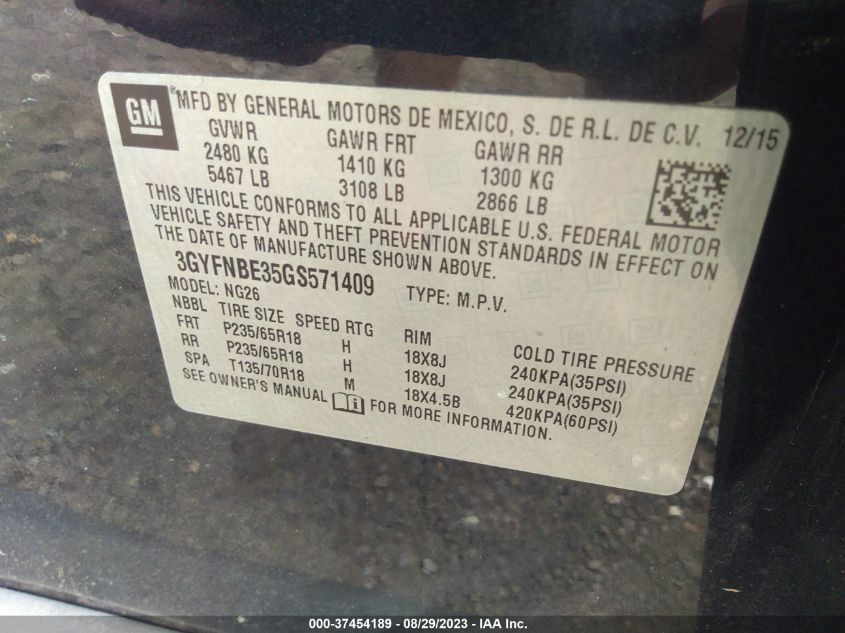 GM ® MFD BY GENERAL MOTORS DE MEXICO, S. DE R.L. DE C.V. 12/15
GVWR GAWR FRT GAWR RR
2480 KG 1410 KG 1300 KG
5467 LB 3108 LB 2866 LB
THIS VEHICLE CONFORMS TO ALL APPLICABLE U.S. FEDERAL MOTOR
VEHICLE SAFETY AND THEFT PREVENTION STANDARDS IN EFFECT ON
THE DATE OF MANUFACTURE SHOWN ABOVE.
3GYFNBE35GS571409 TYPE: M.P.V.
MODEL: NG26
NBBL TIRE SIZE SPEED RTG RIM COLD TIRE PRESSURE
FRT P235/65R18 H 18X8J 240KPA(35PSI)
RR P235/65R18 H 18X8J 240KPA(35PSI)
SPA T135/70R18 M 18X4.5B 420KPA(60PSI)
SEE OWNER'S MANUAL FOR MORE INFORMATION.
000-37454189 - 08/29/2023 - IAA Inc.